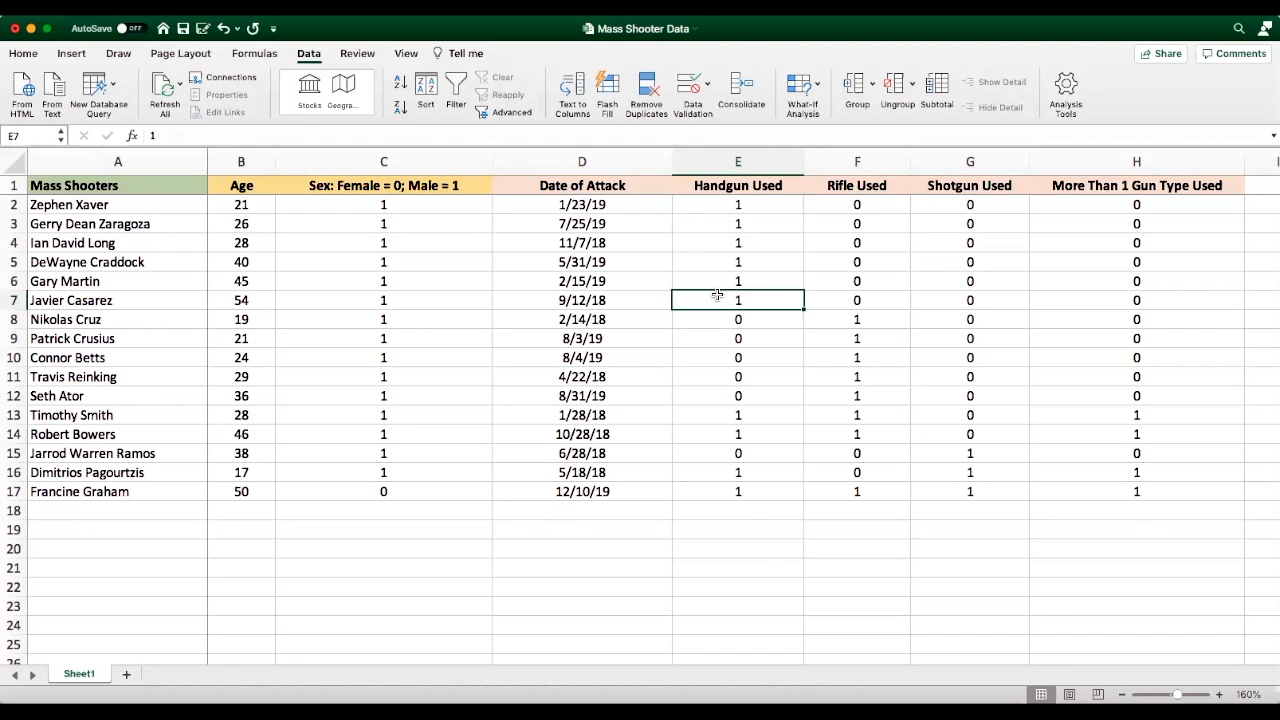 AutoSave OFF Mass Shooter Data
Home Insert Draw Page Layout Formulas Data Review View Tell me Share Comments
From HTML From Text New Database Query Refresh All Connections Properties Edit Links Stocks Geogra... Sort Filter Clear Reapply Advanced Text to Columns Flash Fill Remove Duplicates Data Validation Consolidate What-If Analysis Group Ungroup Subtotal Show Detail Hide Detail Analysis Tools
E7 fx 1
A B C D E F G H
1 Mass Shooters Age Sex: Female = 0; Male = 1 Date of Attack Handgun Used Rifle Used Shotgun Used More Than 1 Gun Type Used
2 Zephen Xaver 21 1 1/23/19 1 0 0 0
3 Gerry Dean Zaragoza 26 1 7/25/19 1 0 0 0
4 Ian David Long 28 1 11/7/18 1 0 0 0
5 DeWayne Craddock 40 1 5/31/19 1 0 0 0
6 Gary Martin 45 1 2/15/19 1 0 0 0
7 Javier Casarez 54 1 9/12/18 1 0 0 0
8 Nikolas Cruz 19 1 2/14/18 0 1 0 0
9 Patrick Crusius 21 1 8/3/19 0 1 0 0
10 Connor Betts 24 1 8/4/19 0 1 0 0
11 Travis Reinking 29 1 4/22/18 0 1 0 0
12 Seth Ator 36 1 8/31/19 0 1 0 0
13 Timothy Smith 28 1 1/28/18 1 1 0 1
14 Robert Bowers 46 1 10/28/18 1 1 0 1
15 Jarrod Warren Ramos 38 1 6/28/18 0 0 1 0
16 Dimitrios Pagourtzis 17 1 5/18/18 1 0 1 1
17 Francine Graham 50 0 12/10/19 1 1 1 1
18
19
20
21
22
23
24
25
26
Sheet1
160%